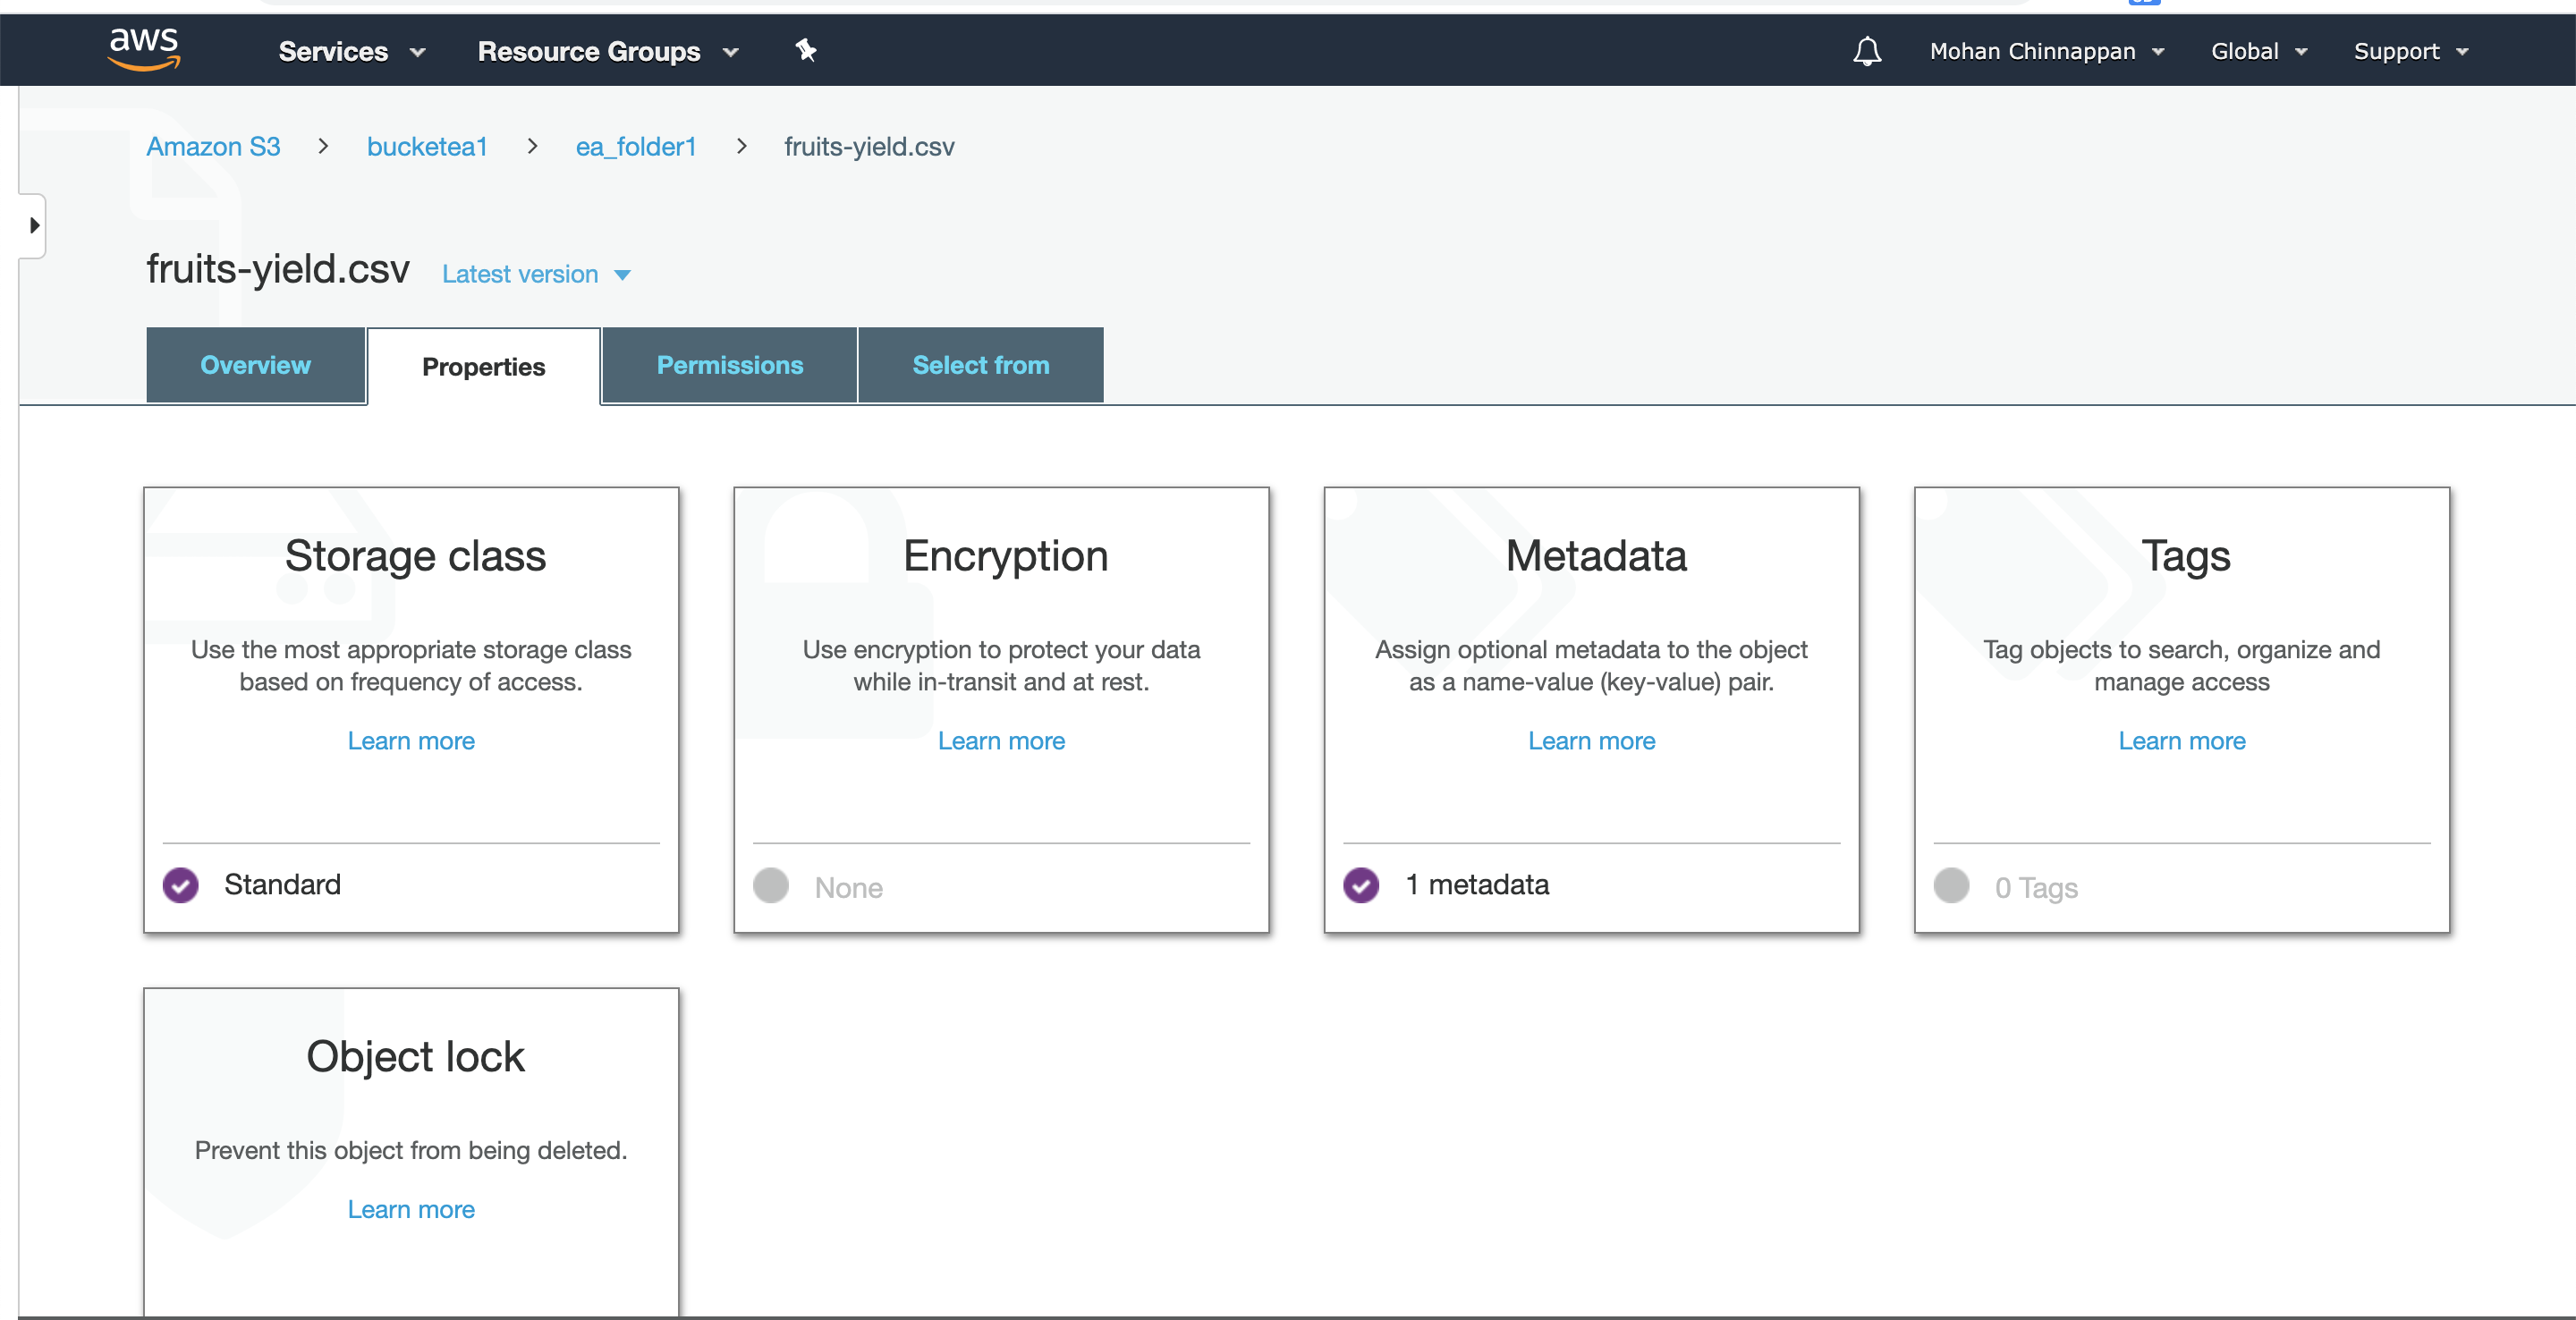 aws Services Resource Groups Mohan Chinnappan Global Support
Amazon S3 > bucketea1 > ea_folder1 > fruits-yield.csv
fruits-yield.csv Latest version
Overview Properties Permissions Select from
Storage class
Use the most appropriate storage class
based on frequency of access.
Learn more
Standard
Encryption
Use encryption to protect your data
while in-transit and at rest.
Learn more
None
Metadata
Assign optional metadata to the object
as a name-value (key-value) pair.
Learn more
1 metadata
Tags
Tag objects to search, organize and
manage access
Learn more
0 Tags
Object lock
Prevent this object from being deleted.
Learn more